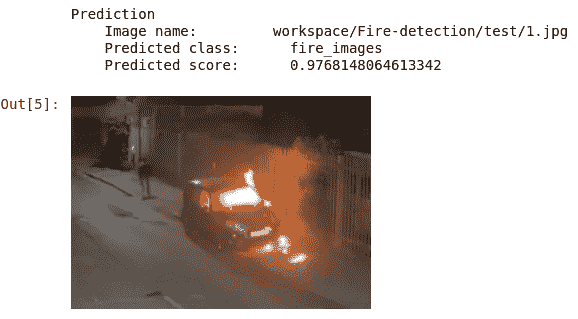 Prediction
Image name: workspace/Fire-detection/test/1.jpg
Predicted class: fire_images
Predicted score: 0.9768148064613342
Out[5]: